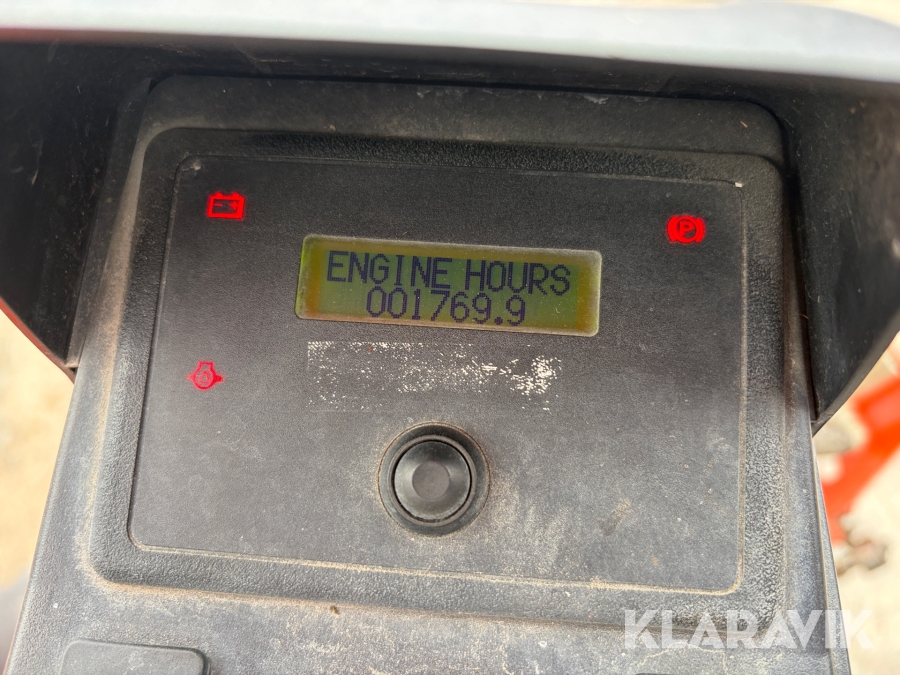 ENGINE HOURS
001769.9
P
KLARAVIK